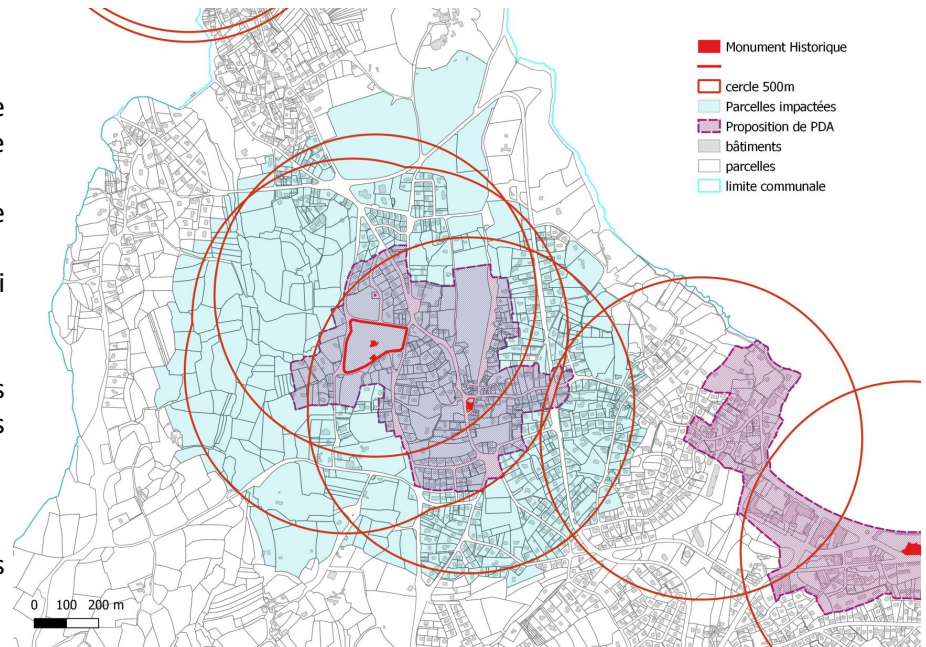 e
e
e
i
s
s
s
Monument Historique
cercle 500m
Parcelles impactées
Proposition de PDA
bâtiments
parcelles
limite communale
0 100 200 m